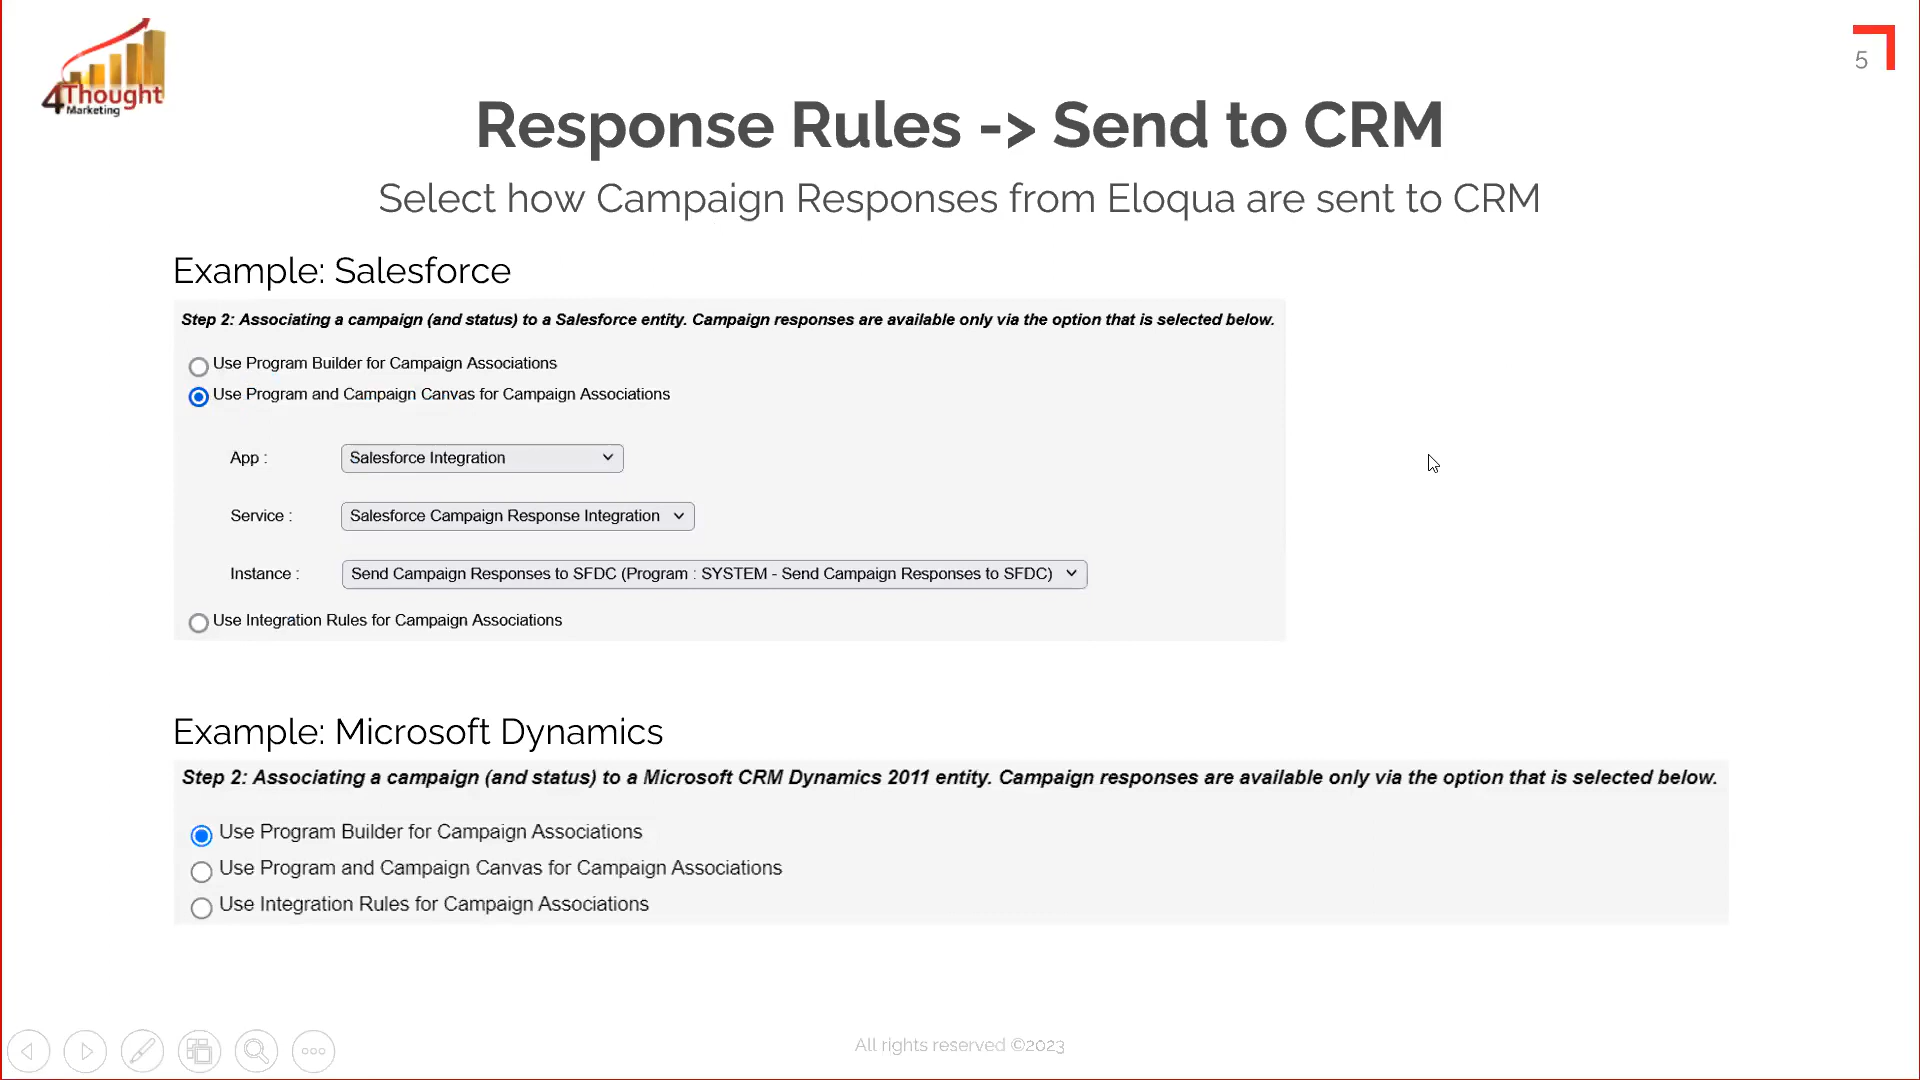 4Thought
Marketing
5
Response Rules -> Send to CRM
Select how Campaign Responses from Eloqua are sent to CRM
Example: Salesforce
Step 2: Associating a campaign (and status) to a Salesforce entity. Campaign responses are available only via the option that is selected below.
Use Program Builder for Campaign Associations
Use Program and Campaign Canvas for Campaign Associations
App : Salesforce Integration
Service : Salesforce Campaign Response Integration
Instance : Send Campaign Responses to SFDC (Program : SYSTEM - Send Campaign Responses to SFDC)
Use Integration Rules for Campaign Associations
Example: Microsoft Dynamics
Step 2: Associating a campaign (and status) to a Microsoft CRM Dynamics 2011 entity. Campaign responses are available only via the option that is selected below.
Use Program Builder for Campaign Associations
Use Program and Campaign Canvas for Campaign Associations
Use Integration Rules for Campaign Associations
All rights reserved ©2023